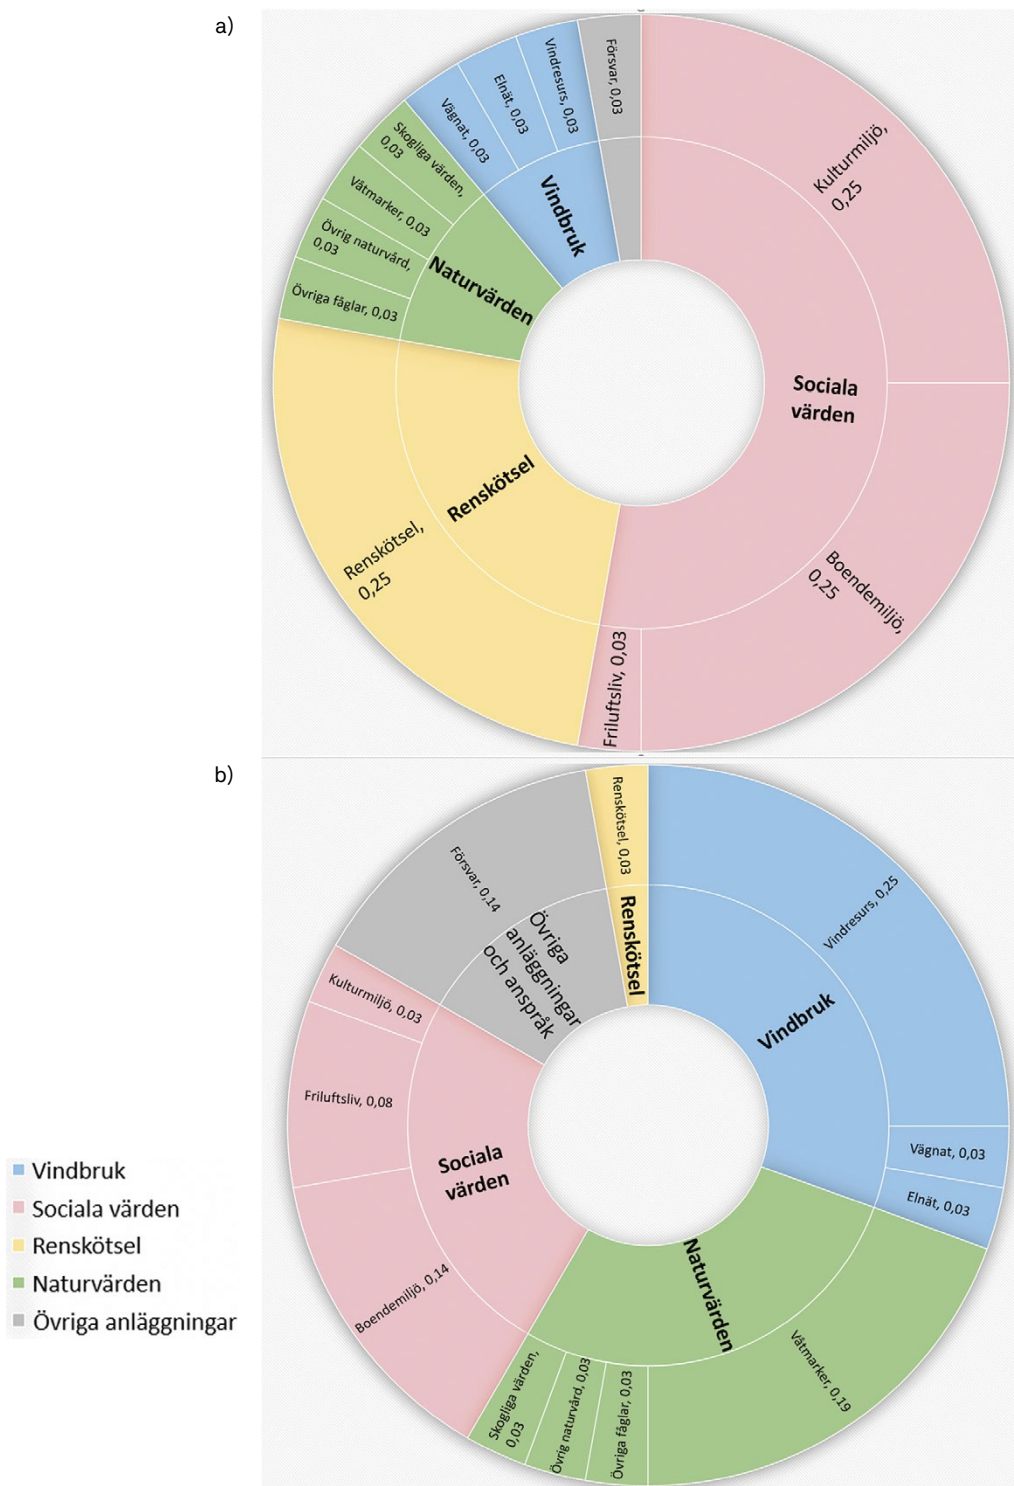 a)
Kulturmiljö,
0,25
Boendemiljö,
0,25
Friluftsliv, 0,03
Sociala
värden
Renskötsel,
0,25
Renskötsel
Övriga fåglar, 0,03
Övrig naturvård,
0,03
Våtmarker, 0,03
Skogliga värden,
0,03
Naturvärden
Vägnat, 0,03
Elnät, 0,03
Vindresurs, 0,03
Vindbruk
Försvar, 0,03
b)
Vindresurs, 0,25
Vägnat, 0,03
Elnät, 0,03
Vindbruk
Våtmarker, 0,19
Övriga fåglar, 0,03
Övrig naturvård, 0,03
Skogliga värden,
0,03
Naturvärden
Boendemiljö, 0,14
Friluftsliv, 0,08
Kulturmiljö, 0,03
Sociala
värden
Försvar, 0,14
Övriga
anläggningar
och anspråk
Renskötsel, 0,03
Renskötsel
Vindbruk
Sociala värden
Renskötsel
Naturvärden
Övriga anläggningar